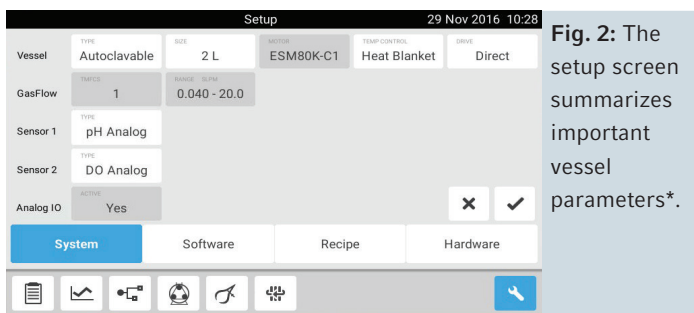 Setup 29 Nov 2016 10:28
Vessel TYPE Autoclavable SIZE 2 L MOTOR ESM80K-C1 TEMP CONTROL Heat Blanket DRIVE Direct
GasFlow TMFCS 1 RANGE SLPM 0.040 - 20.0
Sensor 1 TYPE pH Analog
Sensor 2 TYPE DO Analog
Analog IO ACTIVE Yes
System Software Recipe Hardware
Fig. 2: The
setup screen
summarizes
important
vessel
parameters*.